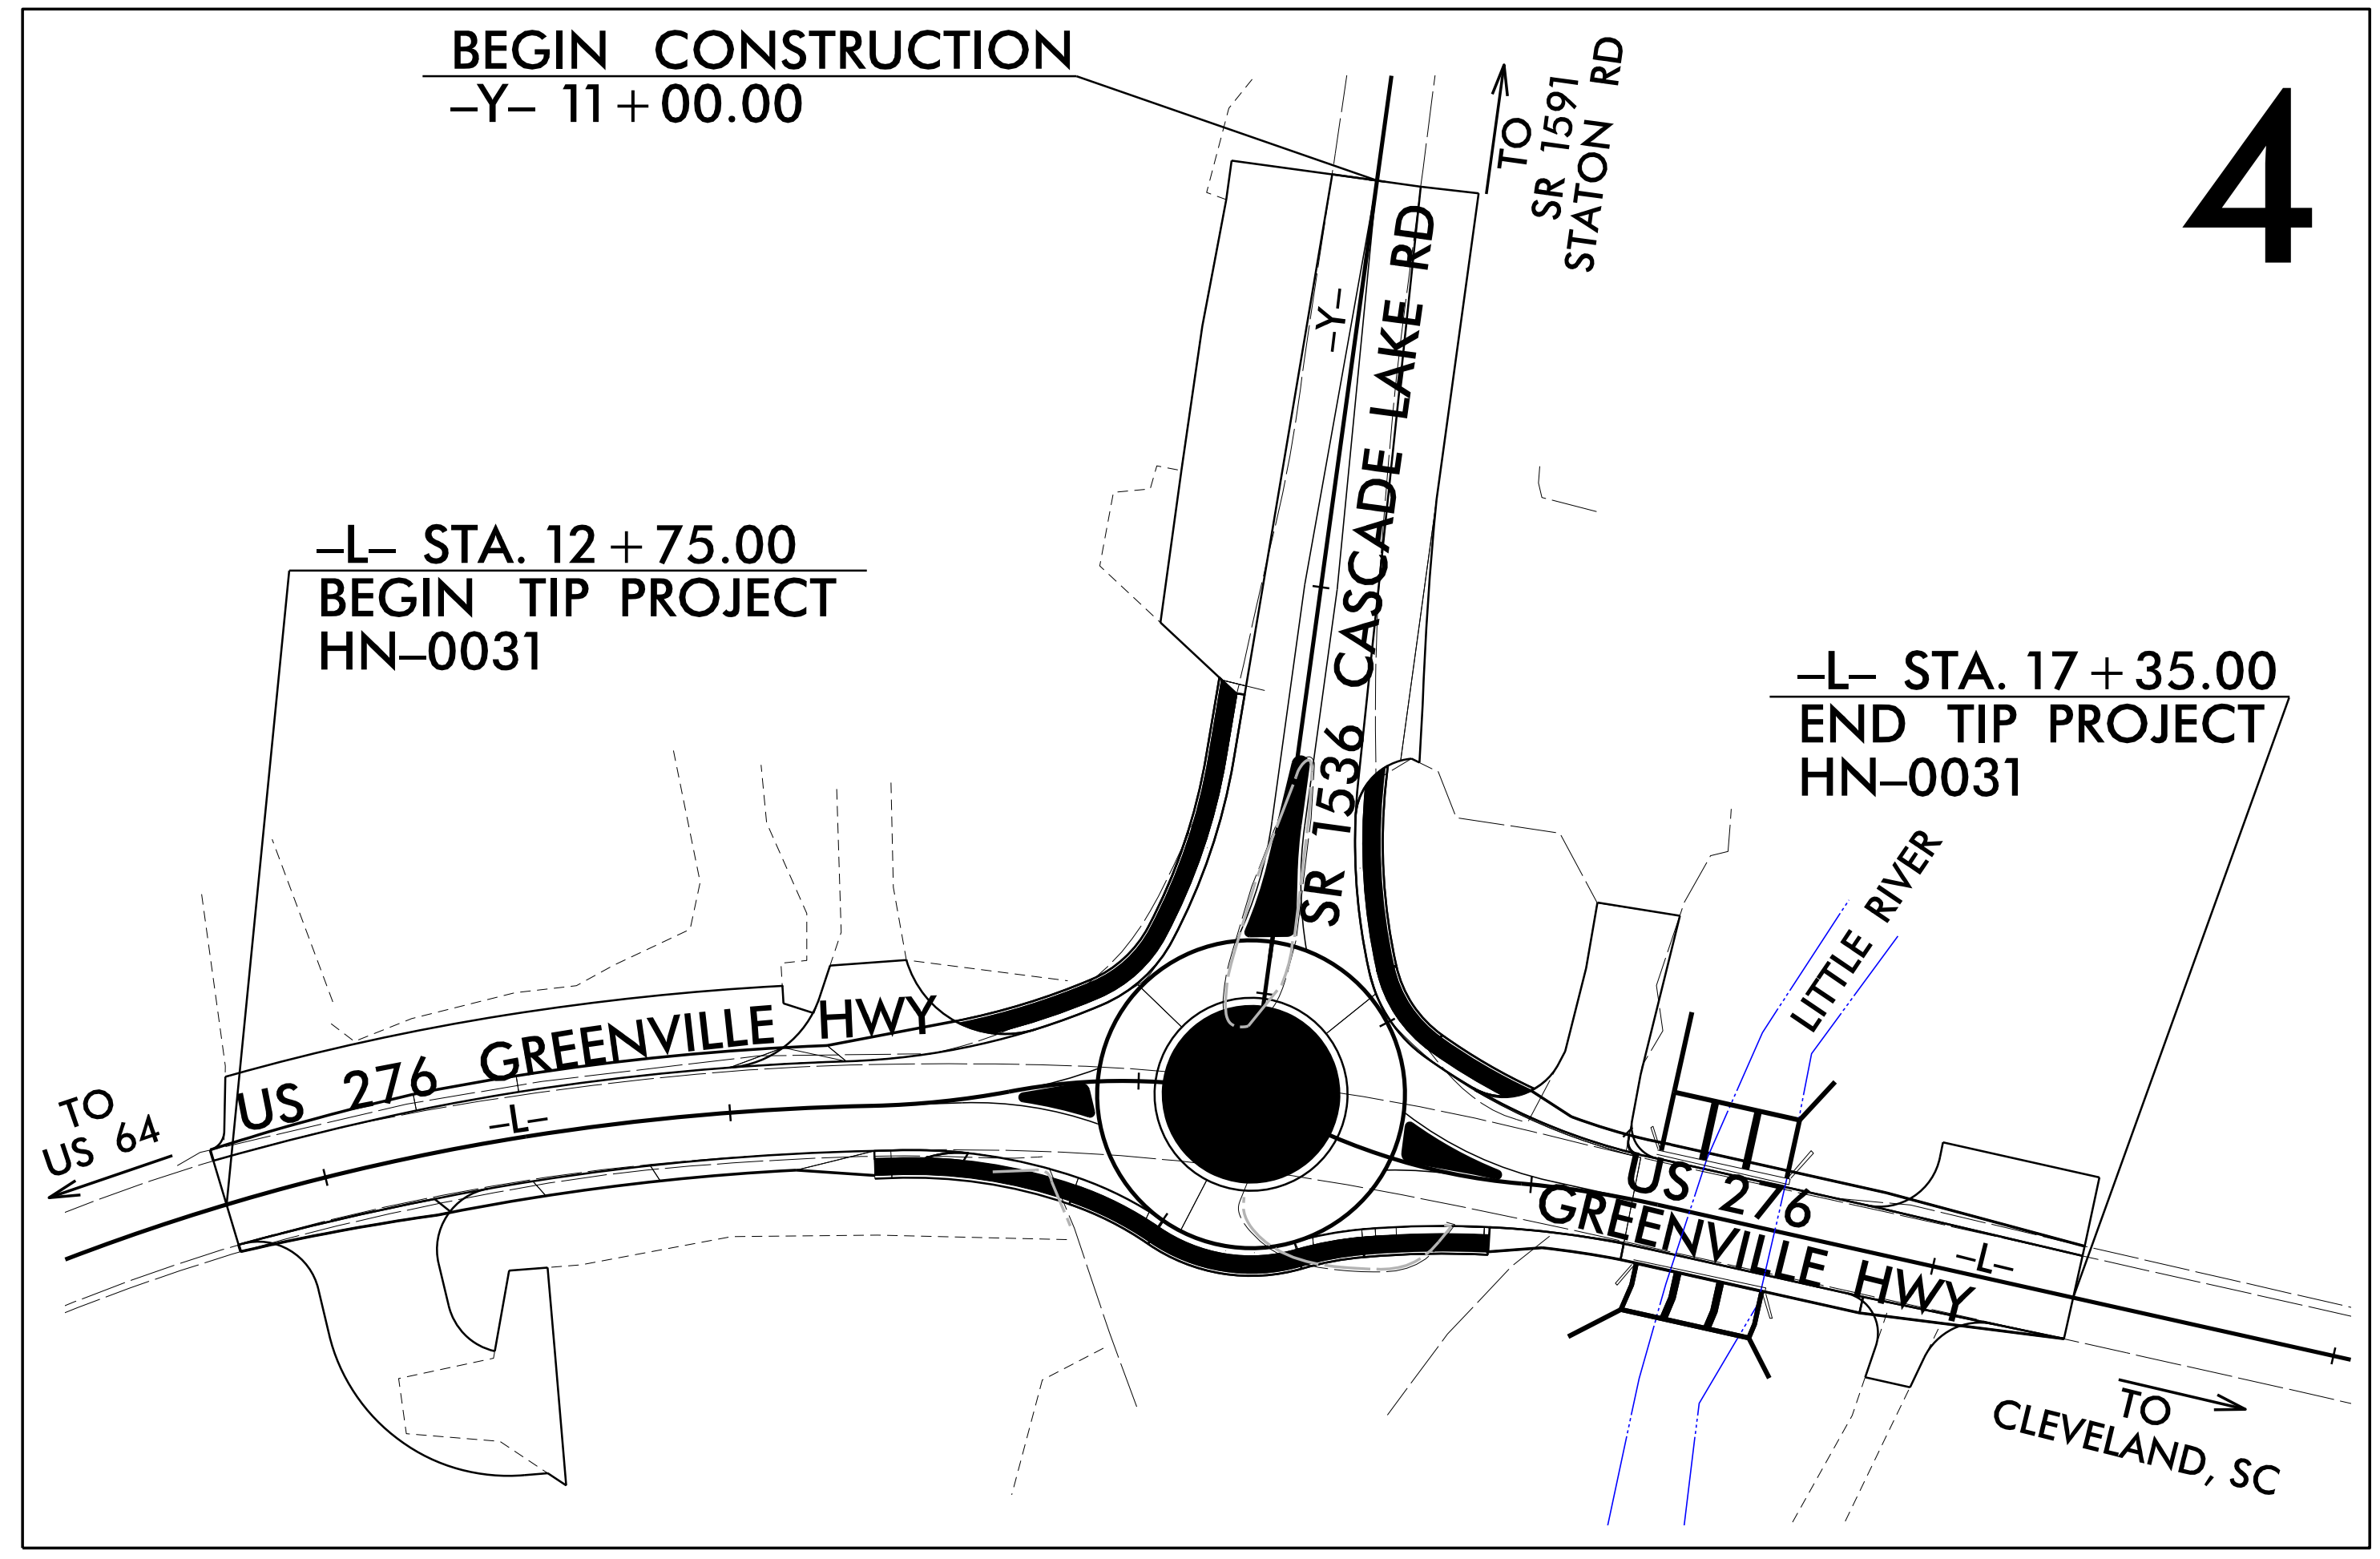 BEGIN CONSTRUCTION
–Y– 11+00.00
TO
SR 1591
STATON RD
4
–Y–
SR 1536 CASCADE LAKE RD
–L– STA. 12+75.00
BEGIN TIP PROJECT
HN–0031
–L– STA. 17+35.00
END TIP PROJECT
HN–0031
LITTLE RIVER
US 276 GREENVILLE HWY
–L–
TO
US 64
US 276
GREENVILLE HWY
–L–
TO
CLEVELAND, SC